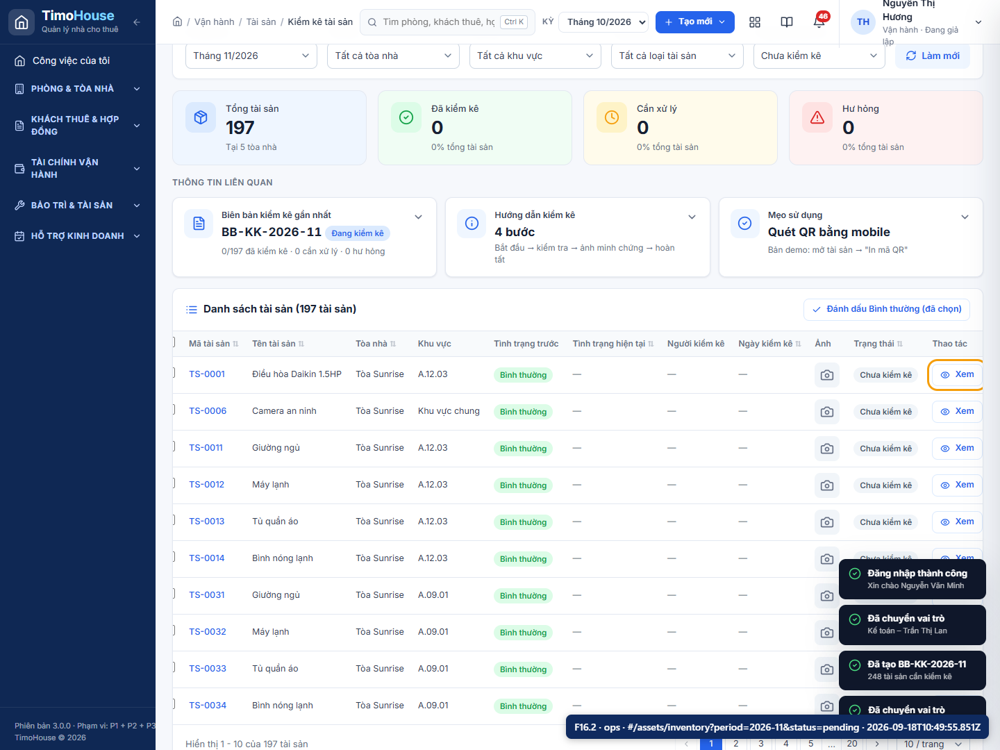 TimoHouse
Quản lý nhà cho thuê
Công việc của tôi
PHÒNG & TÒA NHÀ
KHÁCH THUÊ & HỢP
ĐỒNG
TÀI CHÍNH VẬN
HÀNH
BẢO TRÌ & TÀI SẢN
HỖ TRỢ KINH DOANH
Phiên bản 3.0.0 · Phạm vi: P1 + P2 + P3
TimoHouse © 2026
/ Vận hành / Tài sản / Kiểm kê tài sản
Tìm phòng, khách thuê, hợ
Ctrl K
KỲ
Tháng 10/2026
Tạo mới
46
TH
Nguyễn Thị
Hương
Vận hành · Đang giả
lập
Tháng 11/2026
Tất cả tòa nhà
Tất cả khu vực
Tất cả loại tài sản
Chưa kiểm kê
Làm mới
Tổng tài sản
197
Tại 5 tòa nhà
Đã kiểm kê
0
0% tổng tài sản
Cần xử lý
0
0% tổng tài sản
Hư hỏng
0
0% tổng tài sản
THÔNG TIN LIÊN QUAN
Biên bản kiểm kê gần nhất
BB-KK-2026-11 Đang kiểm kê
0/197 đã kiểm kê · 0 cần xử lý · 0 hư hỏng
Hướng dẫn kiểm kê
4 bước
Bắt đầu → kiểm tra → ảnh minh chứng → hoàn
tất
Mẹo sử dụng
Quét QR bằng mobile
Bản demo: mở tài sản → "In mã QR"
Danh sách tài sản (197 tài sản)
Đánh dấu Bình thường (đã chọn)
Mã tài sản Tên tài sản Tòa nhà Khu vực Tình trạng trước Tình trạng hiện tại Người kiểm kê Ngày kiểm kê Ảnh Trạng thái Thao tác
TS-0001 Điều hòa Daikin 1.5HP Tòa Sunrise A.12.03 Bình thường — — — Chưa kiểm kê Xem
TS-0006 Camera an ninh Tòa Sunrise Khu vực chung Bình thường — — — Chưa kiểm kê Xem
TS-0011 Giường ngủ Tòa Sunrise A.12.03 Bình thường — — — Chưa kiểm kê Xem
TS-0012 Máy lạnh Tòa Sunrise A.12.03 Bình thường — — — Chưa kiểm kê Xem
TS-0013 Tủ quần áo Tòa Sunrise A.12.03 Bình thường — — — Chưa kiểm kê Xem
TS-0014 Bình nóng lạnh Tòa Sunrise A.12.03 Bình thường — — — Chưa kiểm kê Xem
TS-0031 Giường ngủ Tòa Sunrise A.09.01 Bình thường — — —
TS-0032 Máy lạnh Tòa Sunrise A.09.01 Bình thường — — —
TS-0033 Tủ quần áo Tòa Sunrise A.09.01 Bình thường — — —
TS-0034 Bình nóng lạnh Tòa Sunrise A.09.01 Bình thường — — —
Đăng nhập thành công
Xin chào Nguyễn Văn Minh
Đã chuyển vai trò
Kế toán – Trần Thị Lan
Đã tạo BB-KK-2026-11
248 tài sản cần kiểm kê
Đã chuyển vai trò
F16.2 · ops · #/assets/inventory?period=2026-11&status=pending · 2026-09-18T10:49:55.851Z
Hiển thị 1 - 10 của 197 tài sản
‹ 1 2 3 4 5 ... 20 › 10 / trang